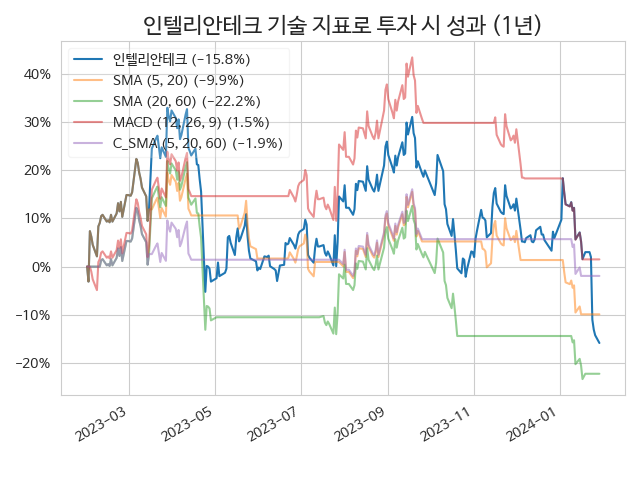 인텔리안테크 기술 지표로 투자 시 성과 (1년)
인텔리안테크 (−15.8%)
SMA (5, 20) (−9.9%)
SMA (20, 60) (−22.2%)
MACD (12, 26, 9) (1.5%)
C_SMA (5, 20, 60) (−1.9%)
40%
30%
20%
10%
0%
−10%
−20%
2023−03
2023−05
2023−07
2023−09
2023−11
2024−01